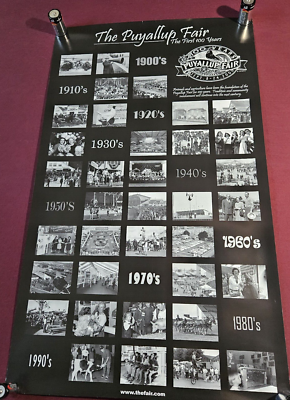 The Puyallup Fair
The First 100 Years
1900's
PUYALLUP FAIR
1910's
1920's
1930's
1940's
1950's
1960's
1970's
1980's
1990's
www.thefair.com